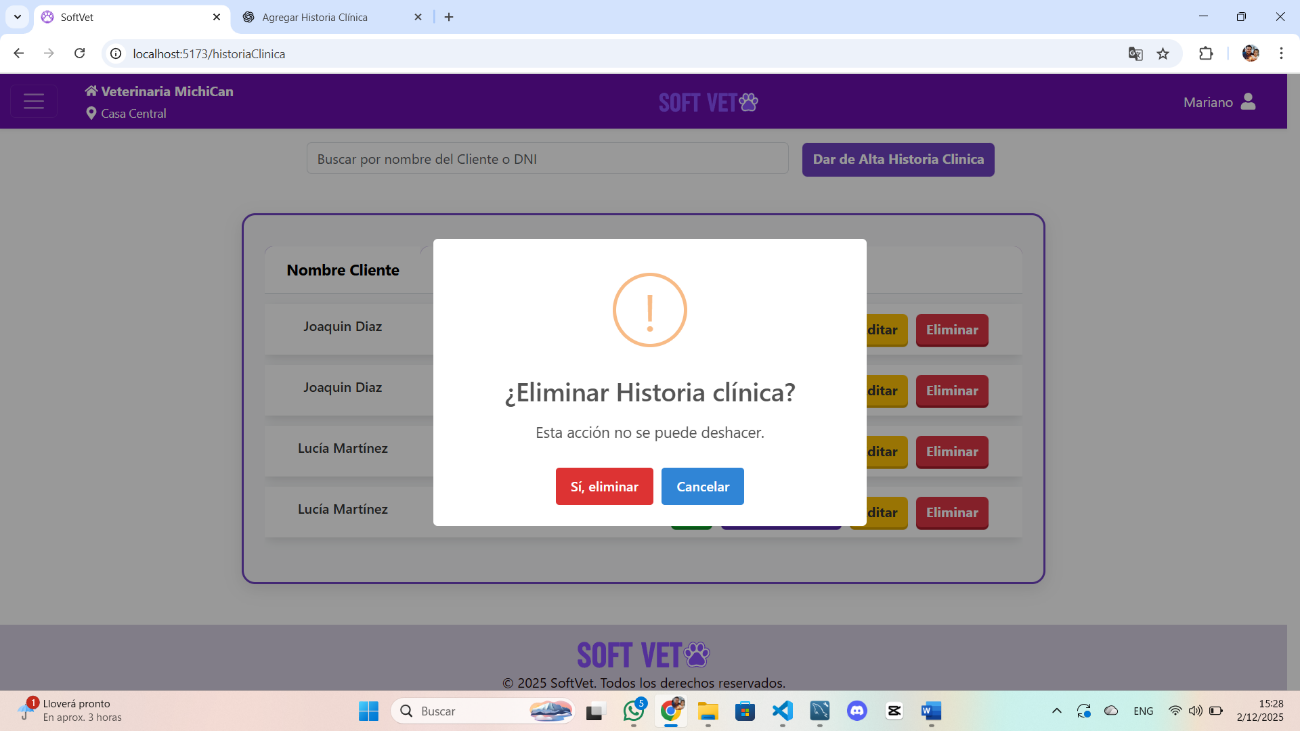 SoftVet
Agregar Historia Clínica
localhost:5173/historiaClinica
Veterinaria MichiCan
Casa Central
SOFT VET
Mariano
Buscar por nombre del Cliente o DNI
Dar de Alta Historia Clinica
Nombre Cliente
Joaquin Diaz
ditar
Eliminar
Joaquin Diaz
ditar
Eliminar
Lucía Martínez
ditar
Eliminar
Lucía Martínez
ditar
Eliminar
!
¿Eliminar Historia clínica?
Esta acción no se puede deshacer.
Sí, eliminar
Cancelar
SOFT VET
© 2025 SoftVet. Todos los derechos reservados.
1
Lloverá pronto
En aprox. 3 horas
Buscar
5
ENG
15:28
2/12/2025